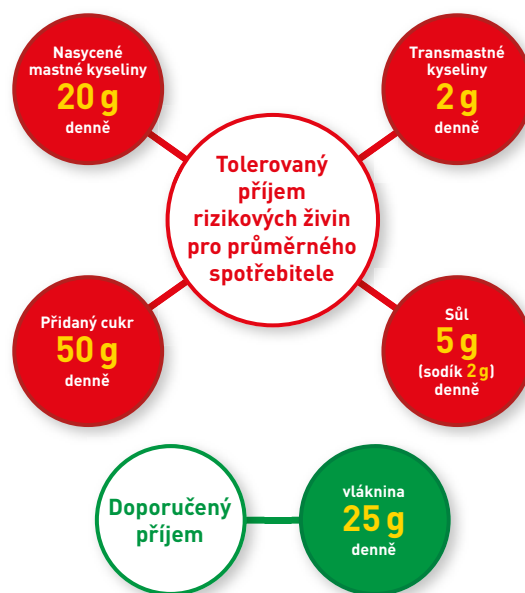 Nasycené
mastné kyseliny
20 g
denně
Transmastné
kyseliny
2 g
denně
Tolerovaný
příjem
rizikových živin
pro průměrného
spotřebitele
Přidaný cukr
50 g
denně
Sůl
5 g
(sodík 2 g)
denně
Doporučený
příjem
vláknina
25 g
denně